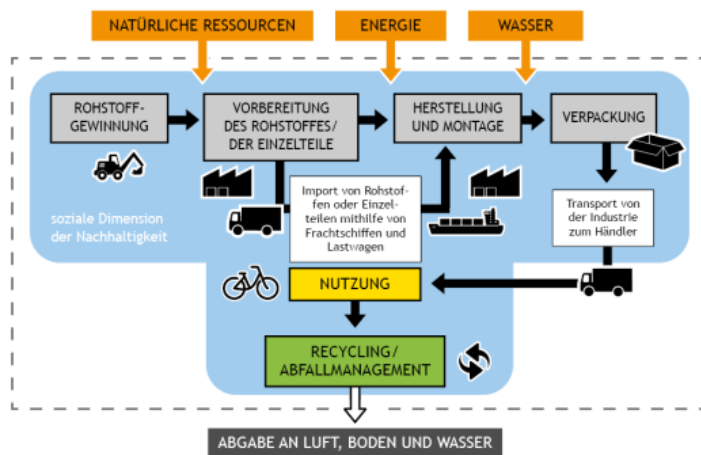 NATÜRLICHE RESSOURCEN
ENERGIE
WASSER
ROHSTOFF-
GEWINNUNG
VORBEREITUNG
DES ROHSTOFFES/
DER EINZELTEILE
HERSTELLUNG
UND MONTAGE
VERPACKUNG
Import von Rohstof-
fen oder Einzel-
teilen mithilfe von
Frachtschiffen und
Lastwagen
Transport von
der Industrie
zum Händler
soziale Dimension
der Nachhaltigkeit
NUTZUNG
RECYCLING/
ABFALLMANAGEMENT
ABGABE AN LUFT, BODEN UND WASSER